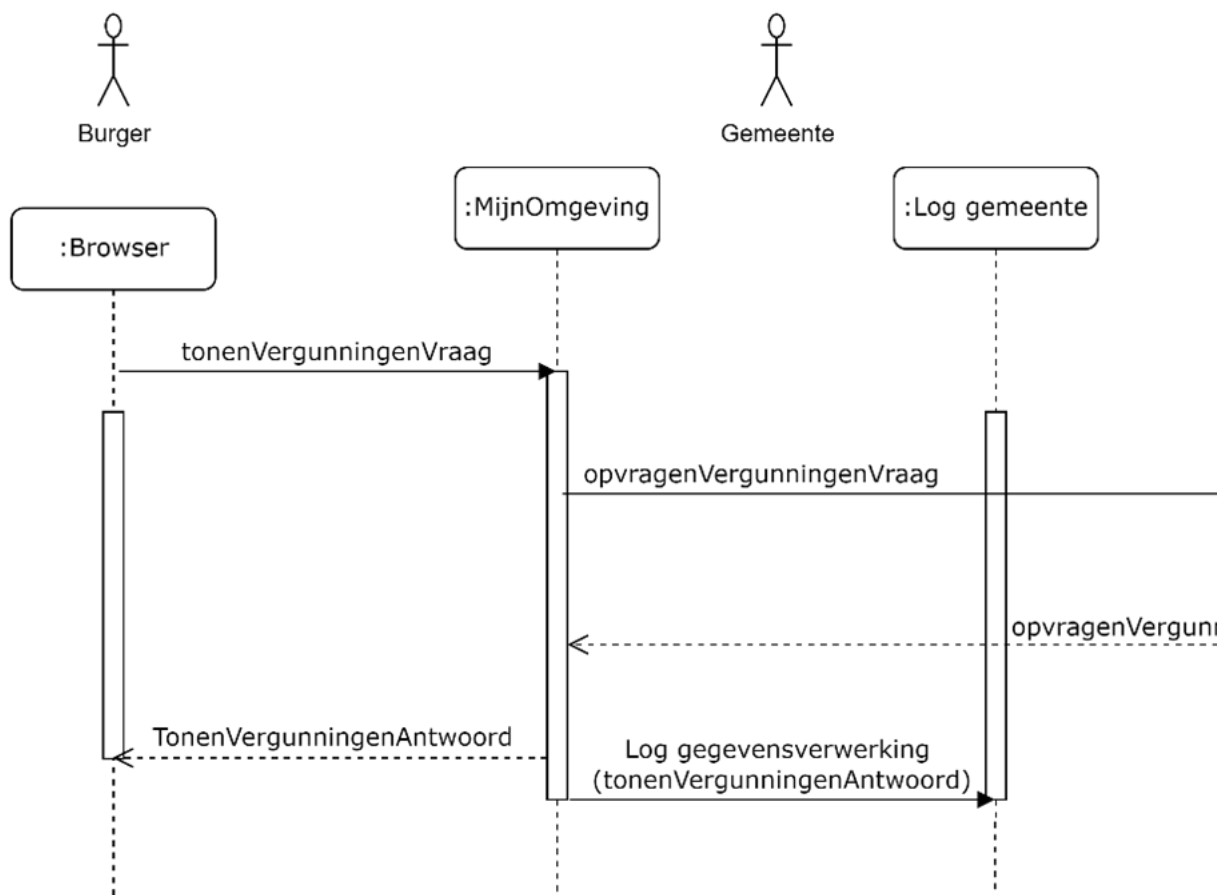 Burger
Gemeente
:MijnOmgeving
:Log gemeente
:Browser
tonenVergunningenVraag
opvragenVergunningenVraag
TonenVergunningenAntwoord
Log gegevensverwerking
(tonenVergunningenAntwoord)